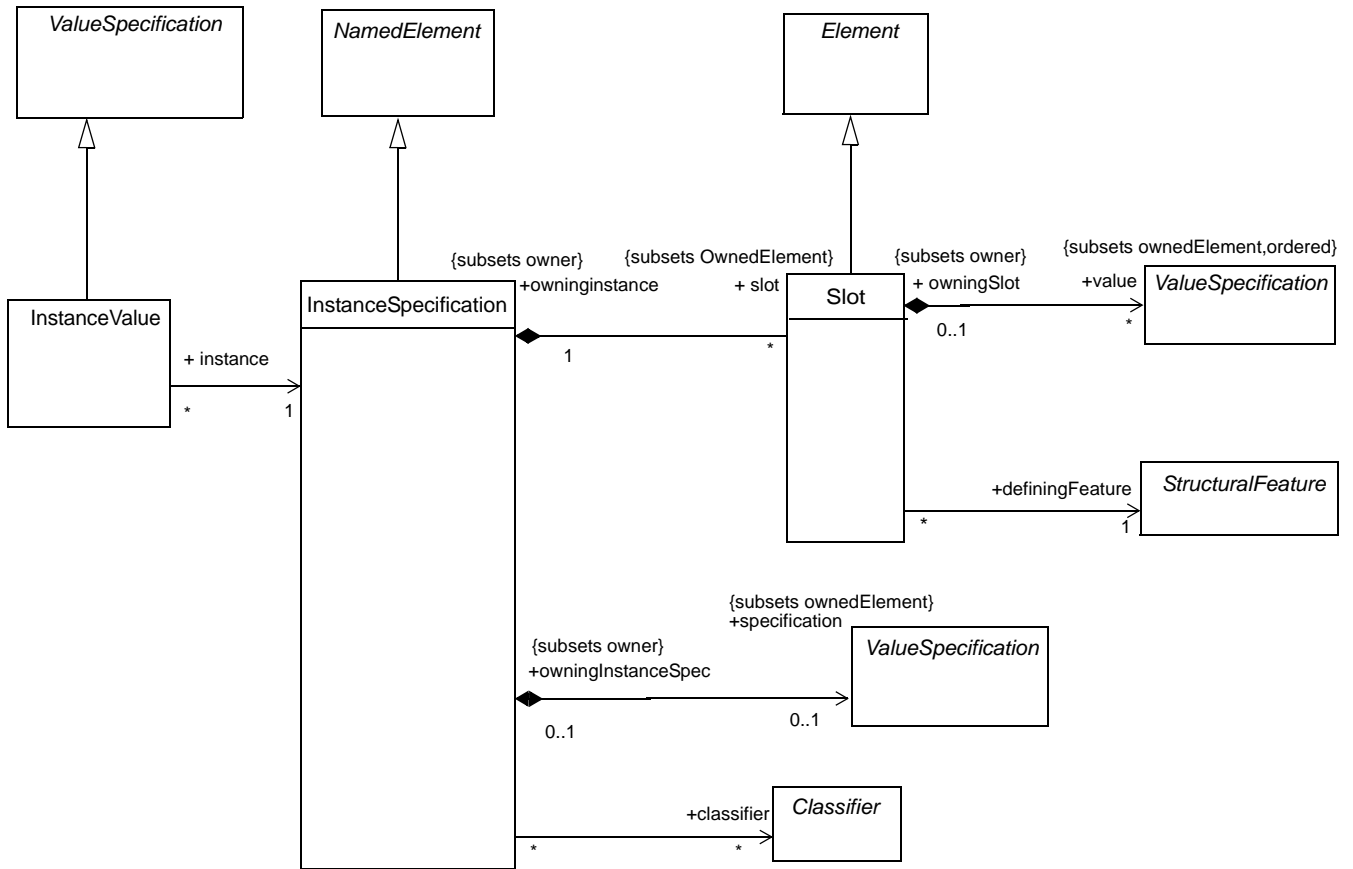 ValueSpecification
NamedElement
Element
{subsets owner}
+owninginstance
{subsets OwnedElement}
+ slot
{subsets owner}
+ owningSlot
{subsets ownedElement,ordered}
+value
ValueSpecification
InstanceValue
InstanceSpecification
Slot
0..1
*
1
*
+ instance
*
1
+definingFeature
StructuralFeature
*
1
{subsets ownedElement}
+specification
{subsets owner}
+owningInstanceSpec
ValueSpecification
0..1
0..1
+classifier
Classifier
*
*